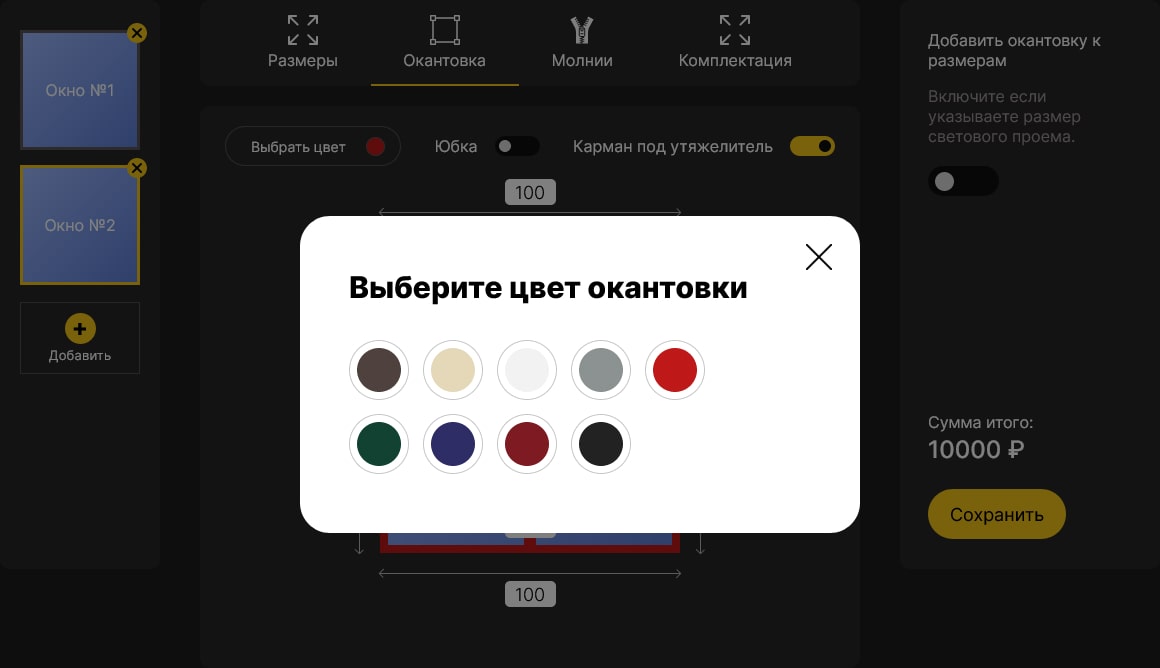 Окно №1
Окно №2
Добавить
Размеры
Окантовка
Молнии
Комплектация
Выбрать цвет
Юбка
Карман под утяжелитель
100
Выберите цвет окантовки
100
Добавить окантовку к
размерам
Включите если
указываете размер
светового проема.
Сумма итого:
10000 ₽
Сохранить